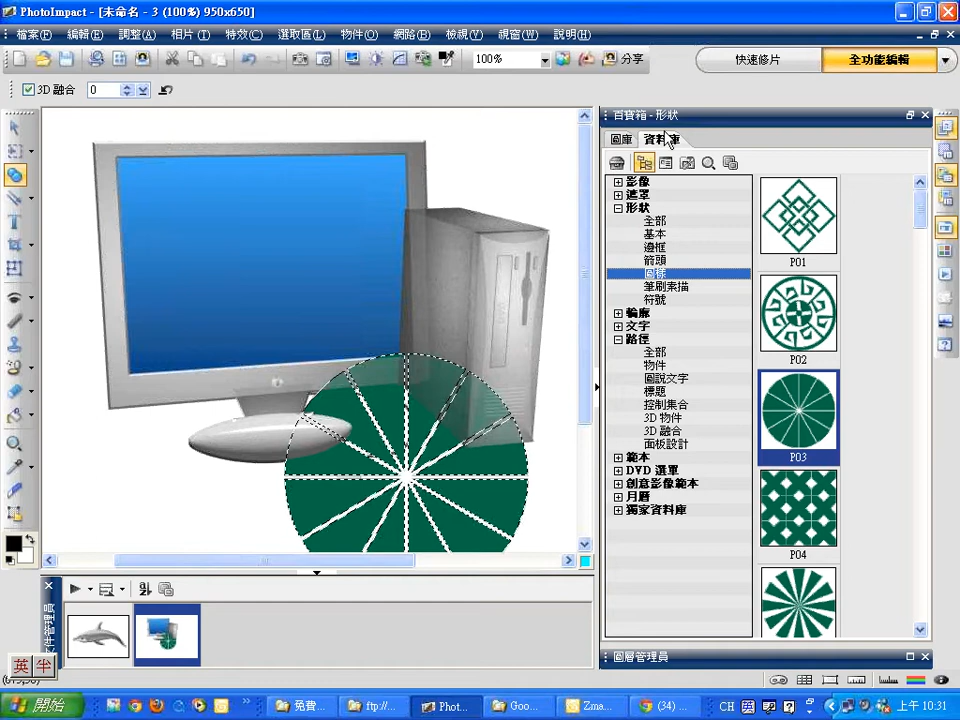 PhotoImpact - [未命名 - 3 (100%) 950x650]
檔案(F) 編輯(E) 調整(A) 相片 (I) 特效(C) 選取區(L) 物件(O) 網路(B) 檢視(V) 視窗(W) 說明(H)
100% 分享 快速修片 全功能編輯
3D 融合 0
百寶箱 - 形狀
圖庫 資料庫
影像
遮罩
形狀
全部
基本
邊框
箭頭
圖樣
筆刷素描
符號
輪廓
文字
路徑
全部
物件
圖說文字
標題
控制集合
3D 物件
3D 融合
面板設計
範本
DVD 選單
創意影像範本
月曆
獨家資料庫
P01
P02
P03
P04
文件管理員
圖層管理員
英 半
開始 免費... ftp://... Phot... Goo... Zma... (34) ... CH 上午 10:31